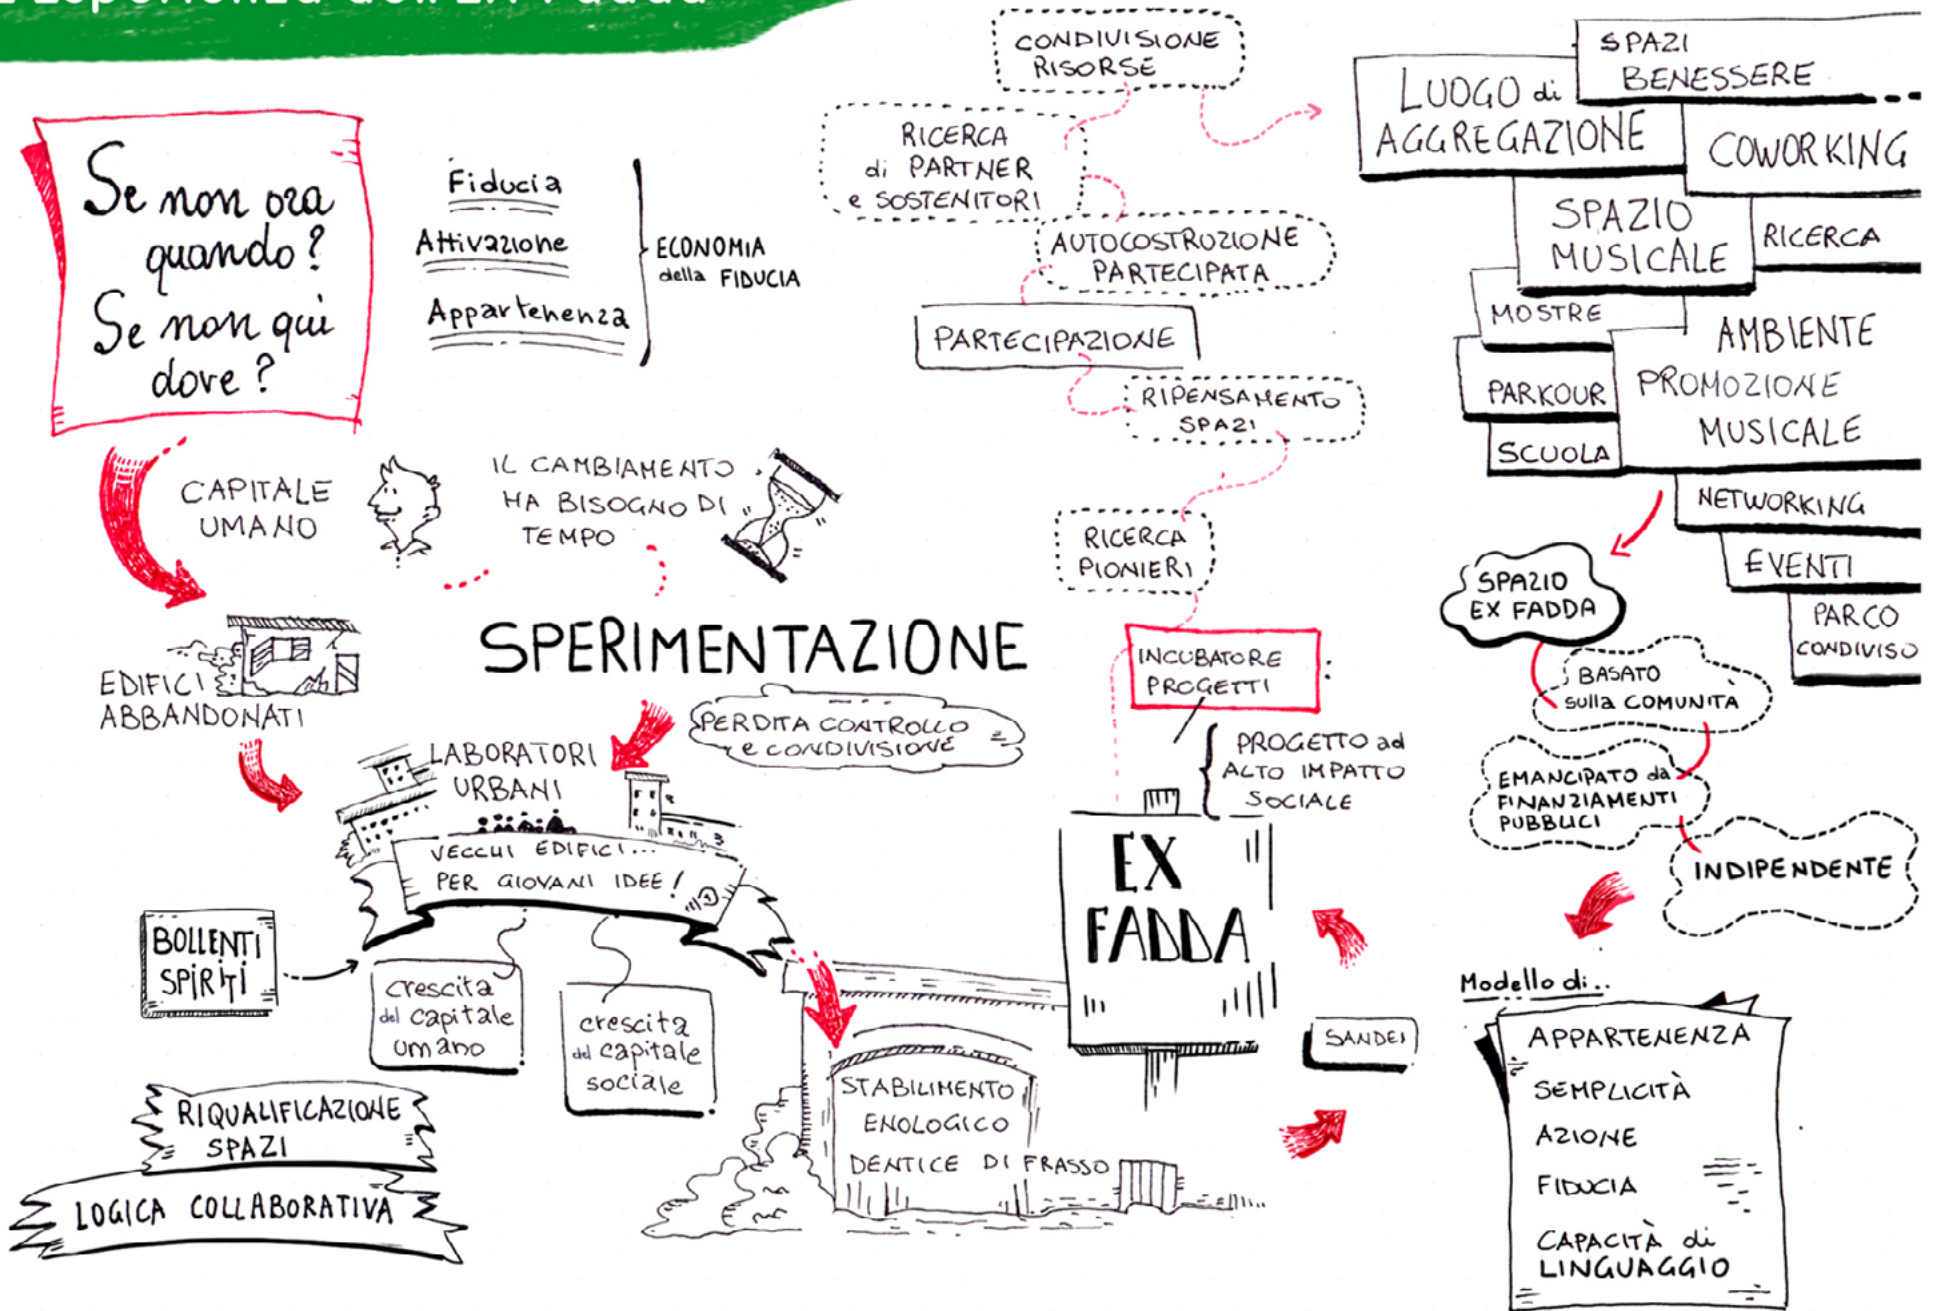 Se non ora
quando?
Se non qui
dove?
Fiducia
Attivazione
Appartenenza
ECONOMIA
della FIDUCIA
CAPITALE
UMANO
IL CAMBIAMENTO
HA BISOGNO DI
TEMPO
EDIFICI
ABBANDONATI
SPERIMENTAZIONE
PERDITA CONTROLLO
e CONDIVISIONE
LABORATORI
URBANI
VECCHI EDIFICI...
PER GIOVANI IDEE!
BOLLENTI
SPIRITI
crescita
del capitale
umano
crescita
del capitale
sociale
RIQUALIFICAZIONE
SPAZI
LOGICA COLLABORATIVA
STABILIMENTO
ENOLOGICO
DENTICE DI FRASSO
SANDEI
EX
FADDA
PROGETTO ad
ALTO IMPATTO
SOCIALE
INCUBATORE
PROGETTI
RICERCA
PIONIERI
RIPENSAMENTO
SPAZI
PARTECIPAZIONE
AUTOCOSTRUZIONE
PARTECIPATA
RICERCA
di PARTNER
e SOSTENITORI
CONDIVISIONE
RISORSE
LUOGO di
AGGREGAZIONE
SPAZI
BENESSERE
COWORKING
SPAZIO
MUSICALE
RICERCA
MOSTRE
AMBIENTE
PARKOUR
PROMOZIONE
MUSICALE
SCUOLA
NETWORKING
EVENTI
PARCO
CONDIVISO
SPAZIO
EX FADDA
BASATO
sulla COMUNITÀ
EMANCIPATO da
FINANZIAMENTI
PUBBLICI
INDIPENDENTE
Modello di..
APPARTENENZA
SEMPLICITÀ
AZIONE
FIDUCIA
CAPACITÀ di
LINGUAGGIO